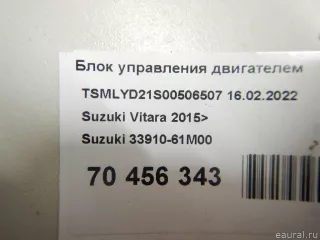 Блок управления двигателем
TSMLYD21S00506507 16.02.2022
Suzuki Vitara 2015>
Suzuki 33910-61M00
70 456 343
eaural.ru